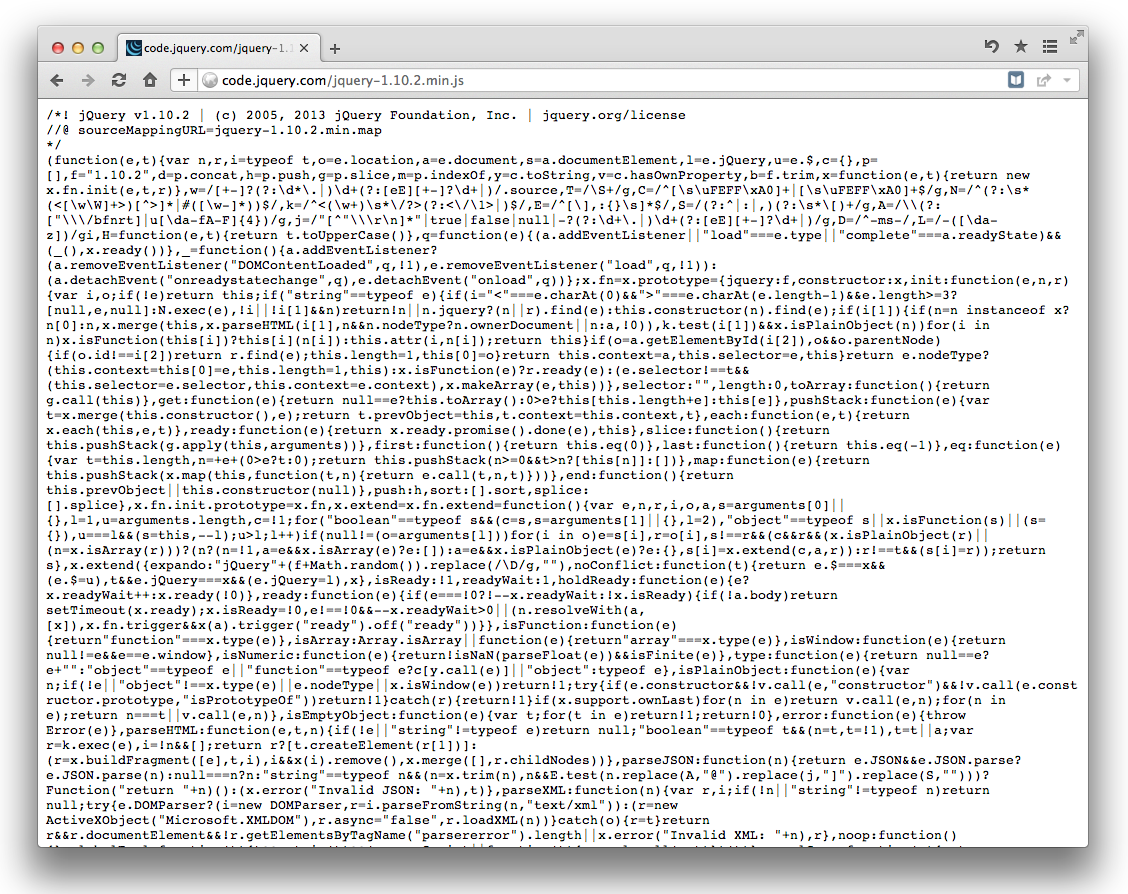 code.jquery.com/jquery-1.1
code.jquery.com/jquery-1.10.2.min.js
/*! jQuery v1.10.2 | (c) 2005, 2013 jQuery Foundation, Inc. | jquery.org/license
//@ sourceMappingURL=jquery-1.10.2.min.map
*/
(function(e,t){var n,r,i=typeof t,o=e.location,a=e.document,s=a.documentElement,l=e.jQuery,u=e.$,c={},p=
[],f="1.10.2",d=p.concat,h=p.push,g=p.slice,m=p.indexOf,y=c.toString,v=c.hasOwnProperty,b=f.trim,x=function(e,t){return new
x.fn.init(e,t,r)},w=/[+-]?(?:\d*\.|)\d+(?:[eE][+-]?\d+|)/.source,T=/\S+/g,C=/^[\s\uFEFF\xA0]+|[\s\uFEFF\xA0]+$/g,N=/^(?:\s*
(<[\w\W]+>)[^>]*|#([\w-]*))$/,k=/^<(\w+)\s*\/?>(?:<\/\1>|)$/,E=/^[\],:{}\s]*$/,S=/(?:^|:|,)(?:\s*\[)+/g,A=/\\(?:
["\\\/bfnrt]|u[\da-fA-F]{4})/g,j=/"[^"\\\r\n]*"|true|false|null|-?(?:\d+\.|)\d+(?:[eE][+-]?\d+|)/g,D=/^-ms-/,L=/-([\da-
z])/gi,H=function(e,t){return t.toUpperCase()},q=function(e){(a.addEventListener||"load"===e.type||"complete"===a.readyState)&&
(_(),x.ready())},_=function(){a.addEventListener?
(a.removeEventListener("DOMContentLoaded",q,!1),e.removeEventListener("load",q,!1)):
(a.detachEvent("onreadystatechange",q),e.detachEvent("onload",q))};x.fn=x.prototype={jquery:f,constructor:x,init:function(e,n,r)
{var i,o;if(!e)return this;if("string"==typeof e){if(i="<"===e.charAt(0)&&">"===e.charAt(e.length-1)&&e.length>=3?
[null,e,null]:N.exec(e),!i||!i[1]&&n)return!n||n.jquery?(n||r).find(e):this.constructor(n).find(e);if(i[1]){if(n=n instanceof x?
n[0]:n,x.merge(this,x.parseHTML(i[1],n&&n.nodeType?n.ownerDocument||n:a,!0)),k.test(i[1])&&x.isPlainObject(n))for(i in
n)x.isFunction(this[i])?this[i](n[i]):this.attr(i,n[i]);return this}if(o=a.getElementById(i[2]),o&&o.parentNode)
{if(o.id!==i[2])return r.find(e);this.length=1,this[0]=o}return this.context=a,this.selector=e,this}return e.nodeType?
(this.context=this[0]=e,this.length=1,this):x.isFunction(e)?r.ready(e):(e.selector!==t&&
(this.selector=e.selector,this.context=e.context),x.makeArray(e,this))},selector:"",length:0,toArray:function(){return
g.call(this)},get:function(e){return null==e?this.toArray():0>e?this[this.length+e]:this[e]},pushStack:function(e){var
t=x.merge(this.constructor(),e);return t.prevObject=this,t.context=this.context,t},each:function(e,t){return
x.each(this,e,t)},ready:function(e){return x.ready.promise().done(e),this},slice:function(){return
this.pushStack(g.apply(this,arguments))},first:function(){return this.eq(0)},last:function(){return this.eq(-1)},eq:function(e)
{var t=this.length,n=+e+(0>e?t:0);return this.pushStack(n>=0&&t>n?[this[n]]:[])},map:function(e){return
this.pushStack(x.map(this,function(t,n){return e.call(t,n,t)}))},end:function(){return
this.prevObject||this.constructor(null)},push:h,sort:[].sort,splice:
[].splice},x.fn.init.prototype=x.fn,x.extend=x.fn.extend=function(){var e,n,r,i,o,a,s=arguments[0]||
{},l=1,u=arguments.length,c=!1;for("boolean"==typeof s&&(c=s,s=arguments[1]||{},l=2),"object"==typeof s||x.isFunction(s)||(s=
{}),u===l&&(s=this,--l);u>l;l++)if(null!=(o=arguments[l]))for(i in o)e=s[i],r=o[i],s!==r&&(c&&r&&(x.isPlainObject(r)||
(n=x.isArray(r)))?(n?(n=!1,a=e&&x.isArray(e)?e:[]):a=e&&x.isPlainObject(e)?e:{},s[i]=x.extend(c,a,r)):r!==t&&(s[i]=r));return
s},x.extend({expando:"jQuery"+(f+Math.random()).replace(/\D/g,""),noConflict:function(t){return e.$===x&&
(e.$=u),t&&e.jQuery===x&&(e.jQuery=l),x},isReady:!1,readyWait:1,holdReady:function(e){e?
x.readyWait++:x.ready(!0)},ready:function(e){if(e===!0?!--x.readyWait:!x.isReady){if(!a.body)return
setTimeout(x.ready);x.isReady=!0,e!==!0&&--x.readyWait>0||(n.resolveWith(a,
[x]),x.fn.trigger&&x(a).trigger("ready").off("ready"))}},isFunction:function(e)
{return"function"===x.type(e)},isArray:Array.isArray||function(e){return"array"===x.type(e)},isWindow:function(e){return
null!=e&&e==e.window},isNumeric:function(e){return!isNaN(parseFloat(e))&&isFinite(e)},type:function(e){return null==e?
e+"":"object"==typeof e||"function"==typeof e?c[y.call(e)]||"object":typeof e},isPlainObject:function(e){var
n;if(!e||"object"!==x.type(e)||e.nodeType||x.isWindow(e))return!1;try{if(e.constructor&&!v.call(e,"constructor")&&!v.call(e.const
ructor.prototype,"isPrototypeOf"))return!1}catch(r){return!1}if(x.support.ownLast)for(n in e)return v.call(e,n);for(n in
e);return n===t||v.call(e,n)},isEmptyObject:function(e){var t;for(t in e)return!1;return!0},error:function(e){throw
Error(e)},parseHTML:function(e,t,n){if(!e||"string"!=typeof e)return null;"boolean"==typeof t&&(n=t,t=!1),t=t||a;var
r=k.exec(e),i=!n&&[];return r?[t.createElement(r[1])]:
(r=x.buildFragment([e],t,i),i&&x(i).remove(),x.merge([],r.childNodes))},parseJSON:function(n){return e.JSON&&e.JSON.parse?
e.JSON.parse(n):null===n?n:"string"==typeof n&&(n=x.trim(n),n&&E.test(n.replace(A,"@").replace(j,"]").replace(S,"")))?
Function("return "+n)():(x.error("Invalid JSON: "+n),t)},parseXML:function(n){var r,i;if(!n||"string"!=typeof n)return
null;try{e.DOMParser?(i=new DOMParser,r=i.parseFromString(n,"text/xml")):(r=new
ActiveXObject("Microsoft.XMLDOM"),r.async="false",r.loadXML(n))}catch(o){r=t}return
r&&r.documentElement&&!r.getElementsByTagName("parsererror").length||x.error("Invalid XML: "+n),r},noop:function()